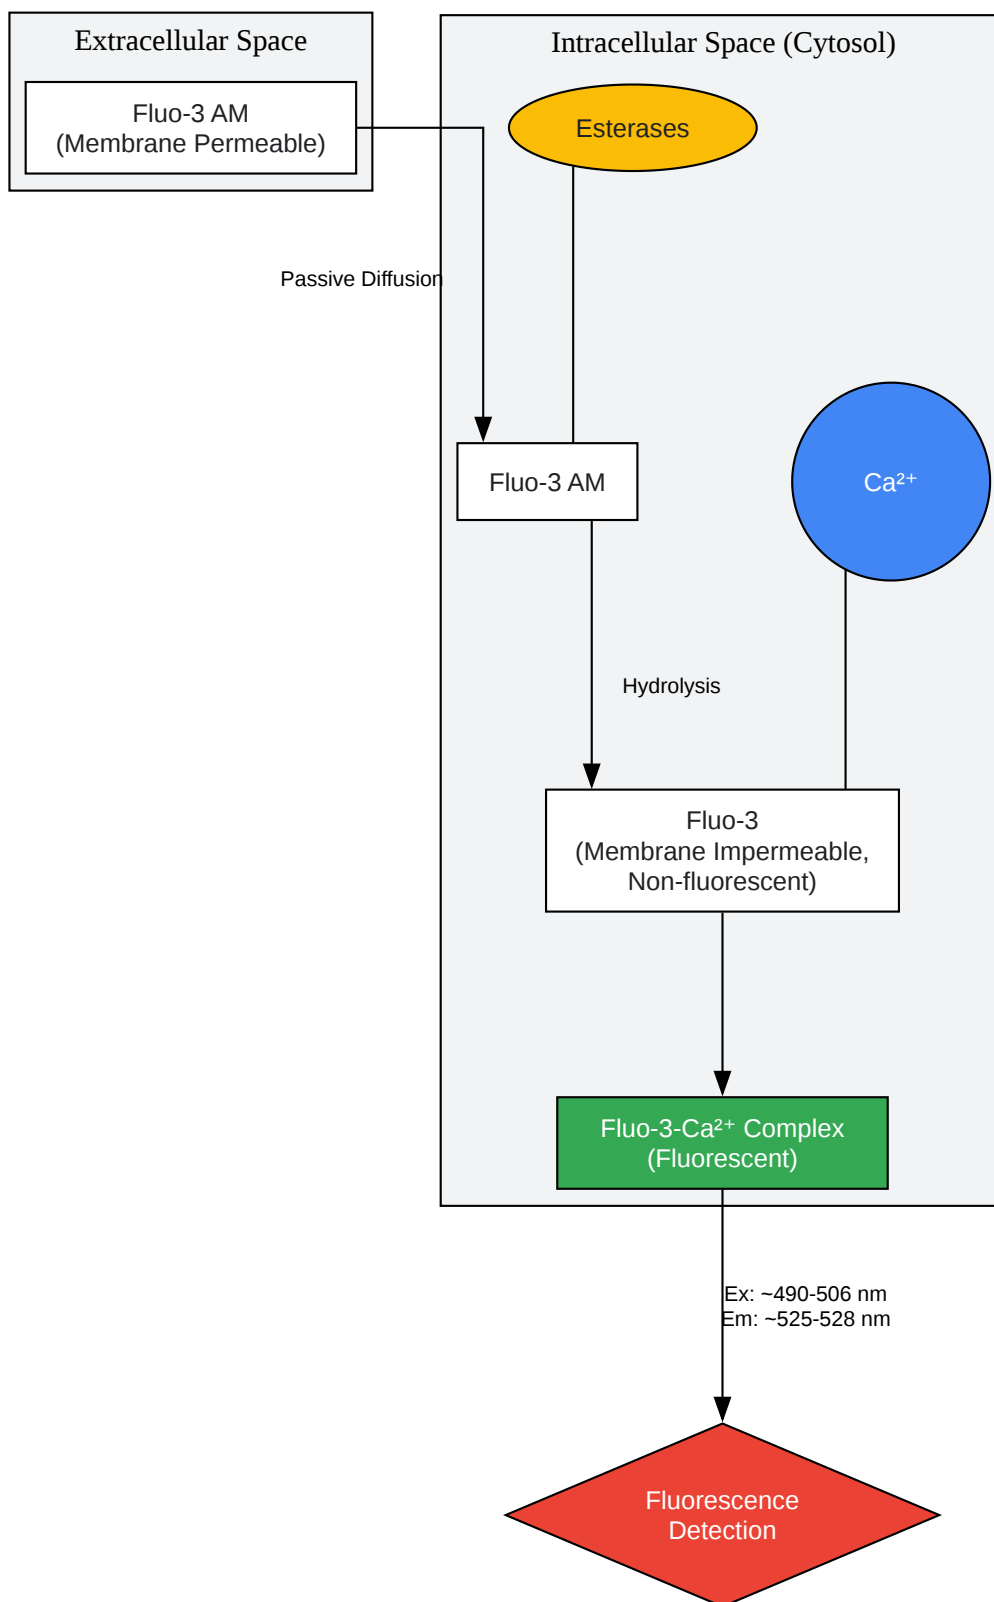 Extracellular Space
Fluo-3 AM
(Membrane Permeable)
Intracellular Space (Cytosol)
Esterases
Passive Diffusion
Fluo-3 AM
Ca²⁺
Hydrolysis
Fluo-3
(Membrane Impermeable,
Non-fluorescent)
Fluo-3-Ca²⁺ Complex
(Fluorescent)
Ex: ~490-506 nm
Em: ~525-528 nm
Fluorescence
Detection